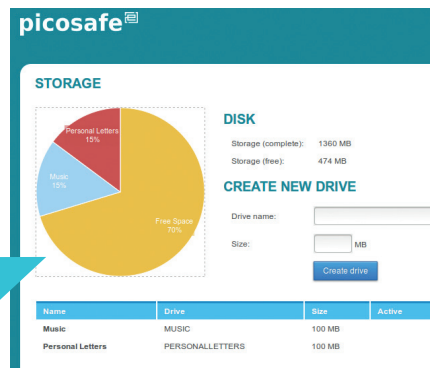 picosafe
STORAGE
Personal Letters
15%
Music
15%
Free Space
70%
DISK
Storage (complete): 1360 MB
Storage (free): 474 MB
CREATE NEW DRIVE
Drive name:
Size: MB
Create drive
Name Drive Size Active
Music MUSIC 100 MB
Personal Letters PERSONALLETTERS 100 MB